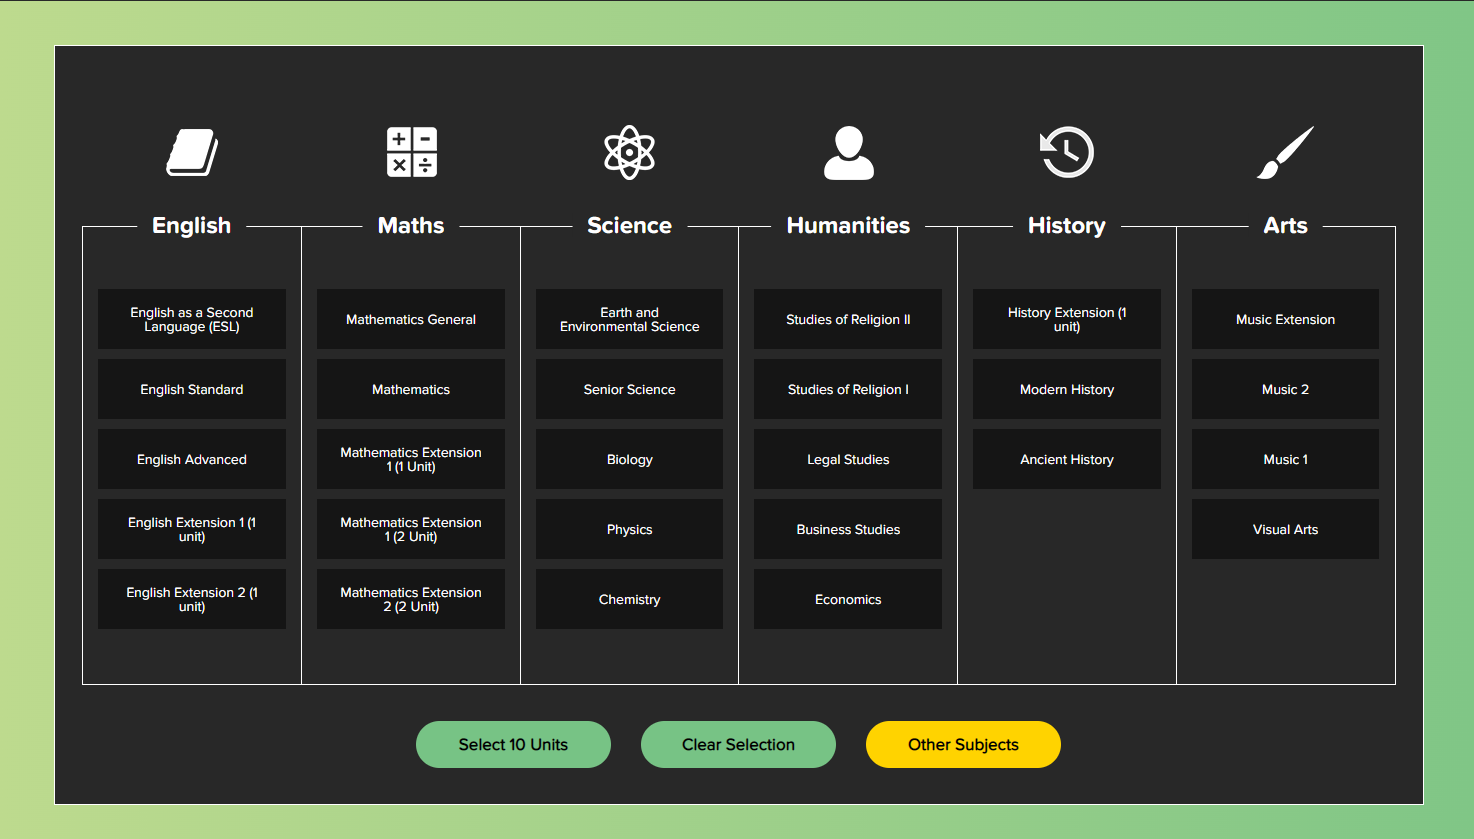 English
Maths
Science
Humanities
History
Arts
English as a Second
Language (ESL)
English Standard
English Advanced
English Extension 1 (1
unit)
English Extension 2 (1
unit)
Mathematics General
Mathematics
Mathematics Extension
1 (1 Unit)
Mathematics Extension
1 (2 Unit)
Mathematics Extension
2 (2 Unit)
Earth and
Environmental Science
Senior Science
Biology
Physics
Chemistry
Studies of Religion II
Studies of Religion I
Legal Studies
Business Studies
Economics
History Extension (1
unit)
Modern History
Ancient History
Music Extension
Music 2
Music 1
Visual Arts
Select 10 Units
Clear Selection
Other Subjects